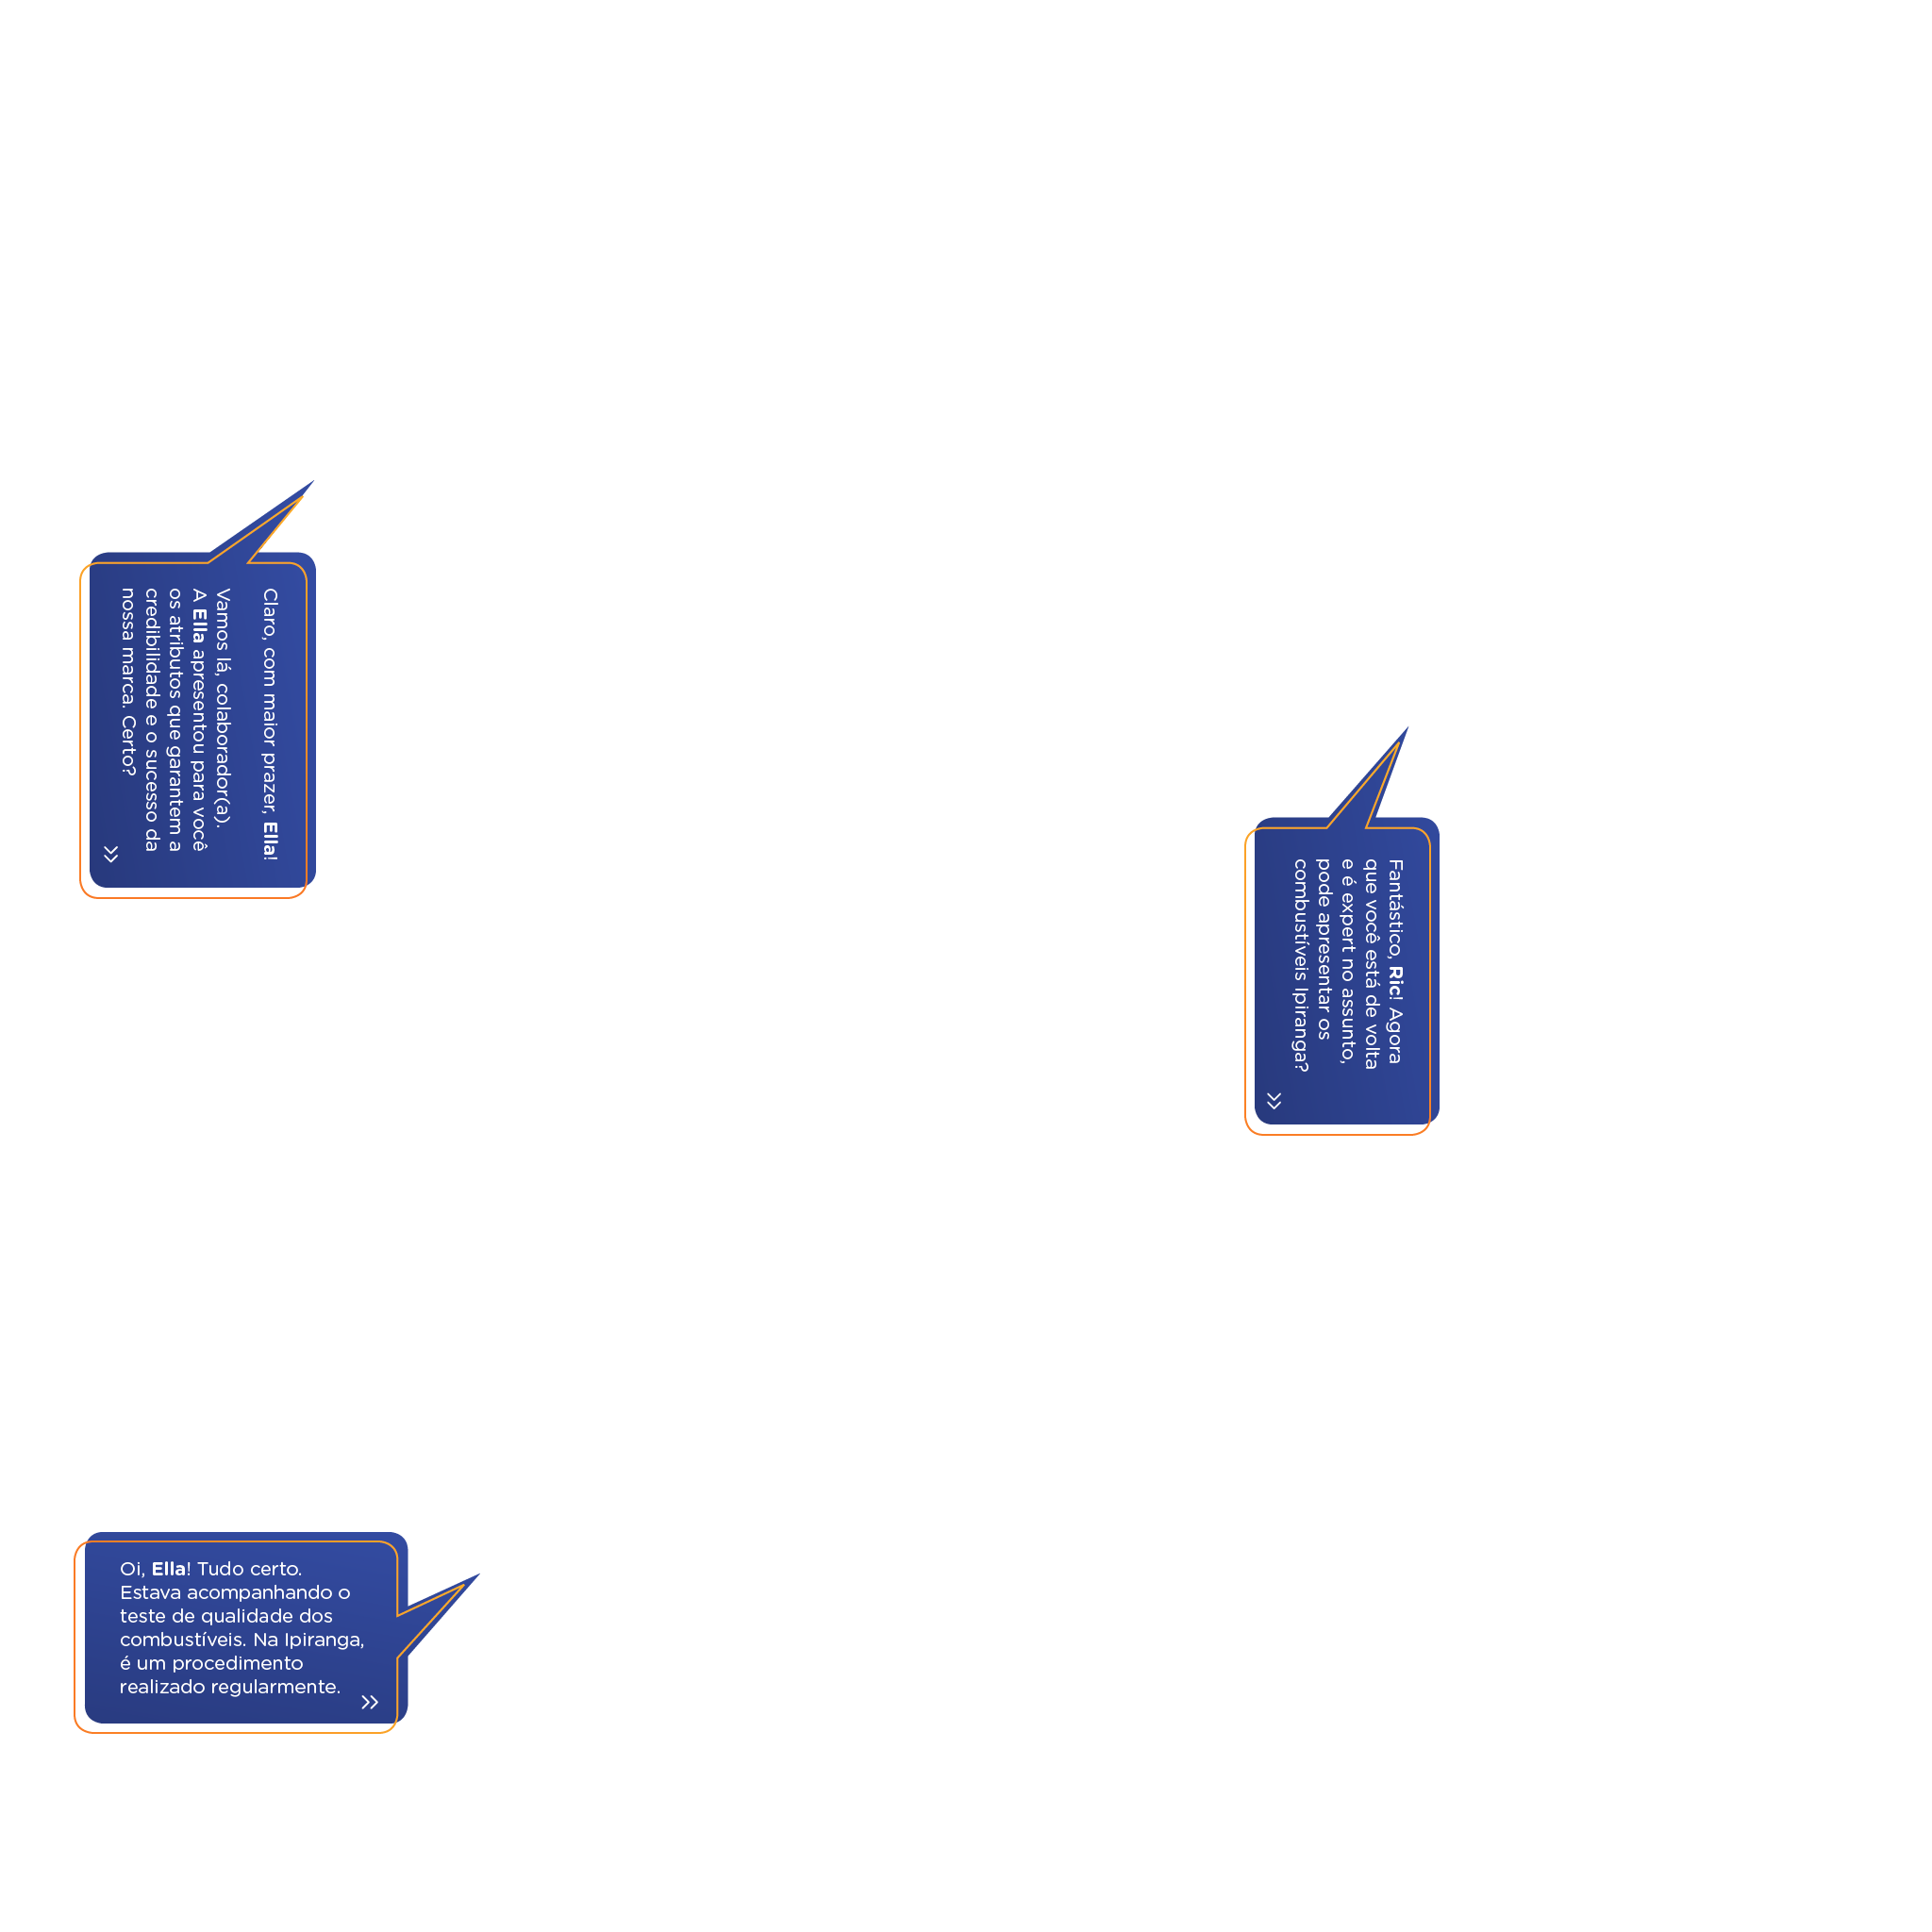 Claro, com maior prazer, Ella!
Vamos lá, colaborador(a).
A Ella apresentou para você
os atributos que garantem a
credibilidade e o sucesso da
nossa marca. Certo?
Fantástico, Ric! Agora
que você está de volta
e é expert no assunto,
pode apresentar os
combustíveis Ipiranga?
Oi, Ella! Tudo certo.
Estava acompanhando o
teste de qualidade dos
combustíveis. Na Ipiranga,
é um procedimento
realizado regularmente.